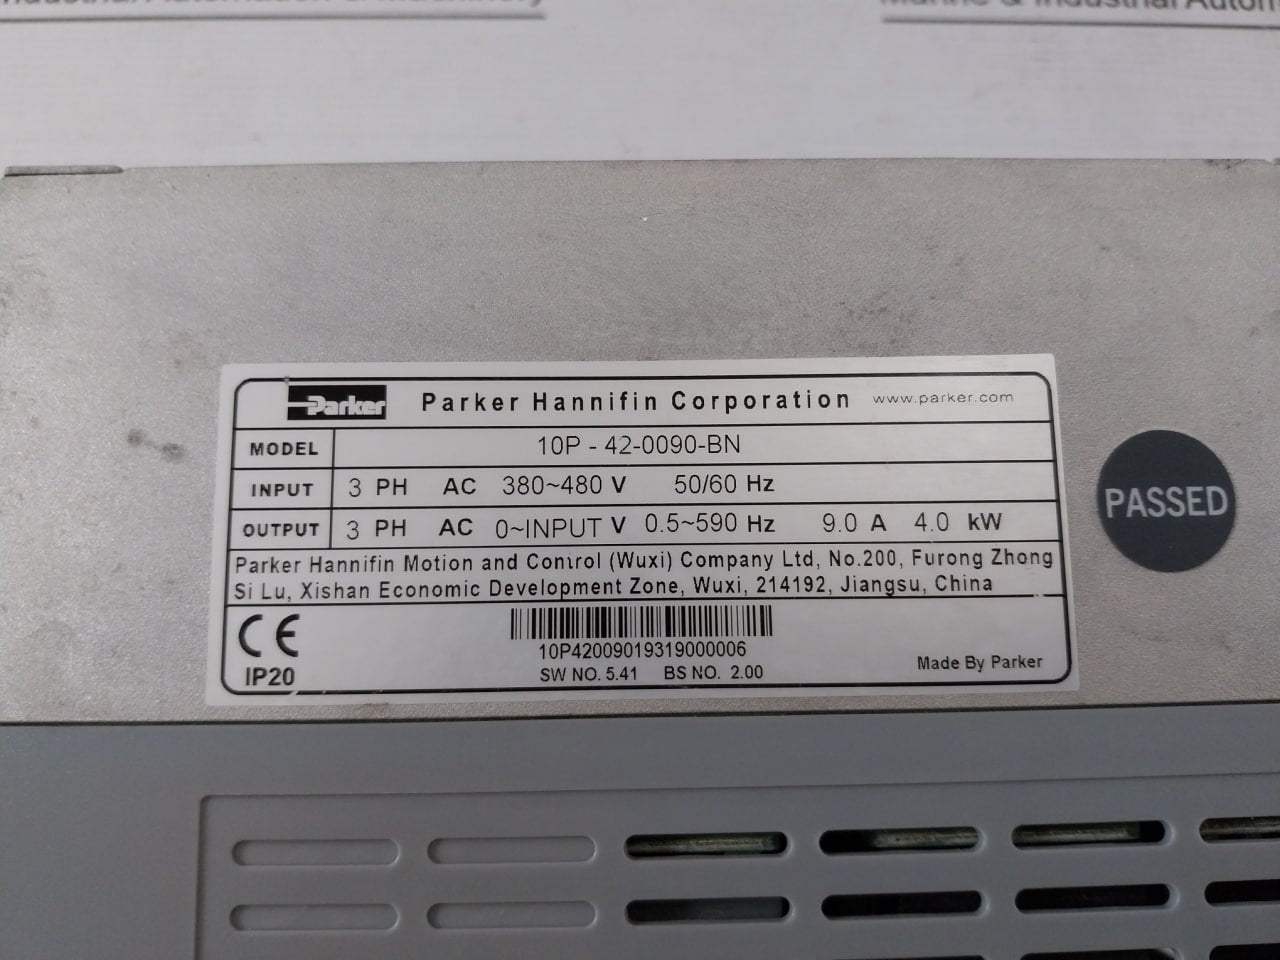 Parker
Parker Hannifin Corporation www.parker.com
MODEL 10P - 42-0090-BN
INPUT 3 PH AC 380~480 V 50/60 Hz
OUTPUT 3 PH AC 0~INPUT V 0.5~590 Hz 9.0 A 4.0 kW
Parker Hannifin Motion and Control (Wuxi) Company Ltd, No.200, Furong Zhong
Si Lu, Xishan Economic Development Zone, Wuxi, 214192, Jiangsu, China
CE
IP20
10P42009019319000006
SW NO. 5.41 BS NO. 2.00
Made By Parker
PASSED